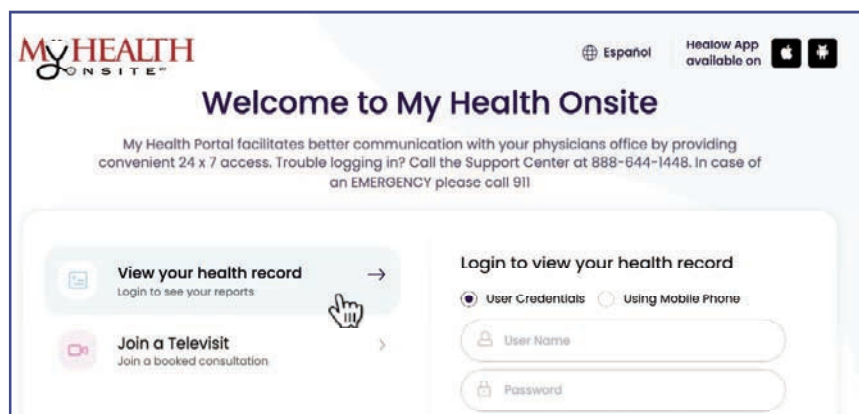 MyHEALTH
ONSITE
Español
Healow App
available on
Welcome to My Health Onsite
My Health Portal facilitates better communication with your physicians office by providing
convenient 24 x 7 access. Trouble logging in? Call the Support Center at 888-644-1448. In case of
an EMERGENCY please call 911
View your health record
Login to see your reports
Join a Televisit
Join a booked consultation
Login to view your health record
User Credentials
Using Mobile Phone
User Name
Password